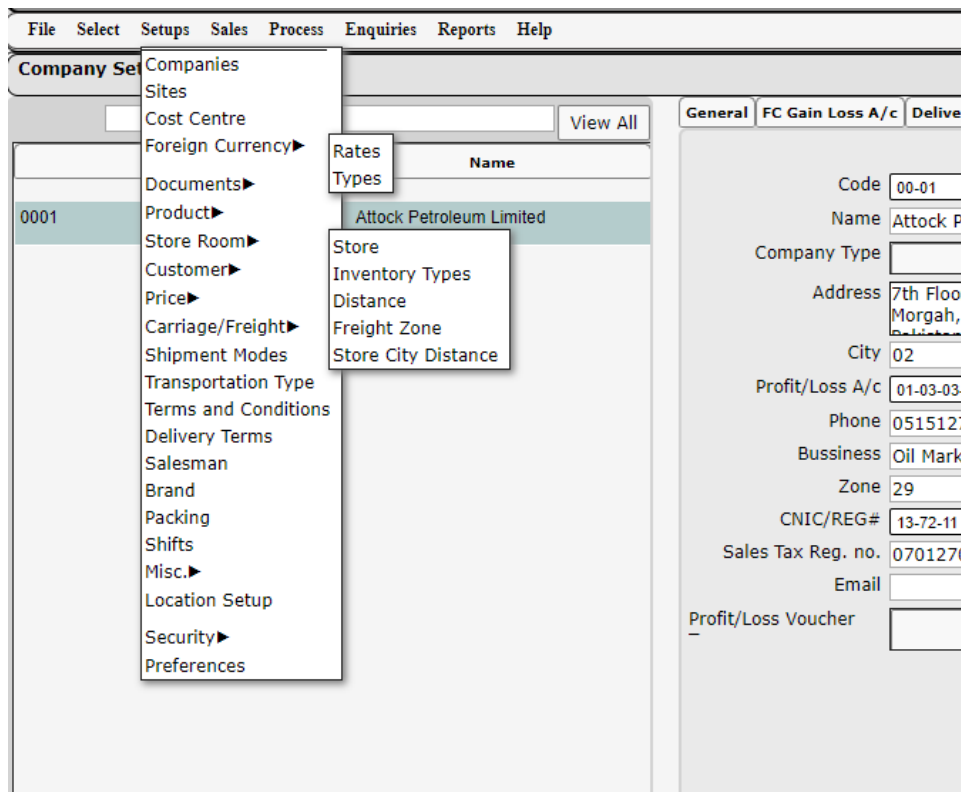 File Select Setups Sales Process Enquiries Reports Help
Company Set
Companies
Sites
Cost Centre
Foreign Currency▶
Documents▶
Product▶
Store Room▶
Customer▶
Price▶
Carriage/Freight▶
Shipment Modes
Transportation Type
Terms and Conditions
Delivery Terms
Salesman
Brand
Packing
Shifts
Misc.▶
Location Setup
Security▶
Preferences
Rates
Types
Store
Inventory Types
Distance
Freight Zone
Store City Distance
View All
Name
0001 Attock Petroleum Limited
General FC Gain Loss A/c Delive
Code 00-01
Name Attock P
Company Type
Address 7th Floo
Morgah,
City 02
Profit/Loss A/c 01-03-03-
Phone 051512
Bussiness Oil Mark
Zone 29
CNIC/REG# 13-72-11
Sales Tax Reg. no. 070127
Email
Profit/Loss Voucher